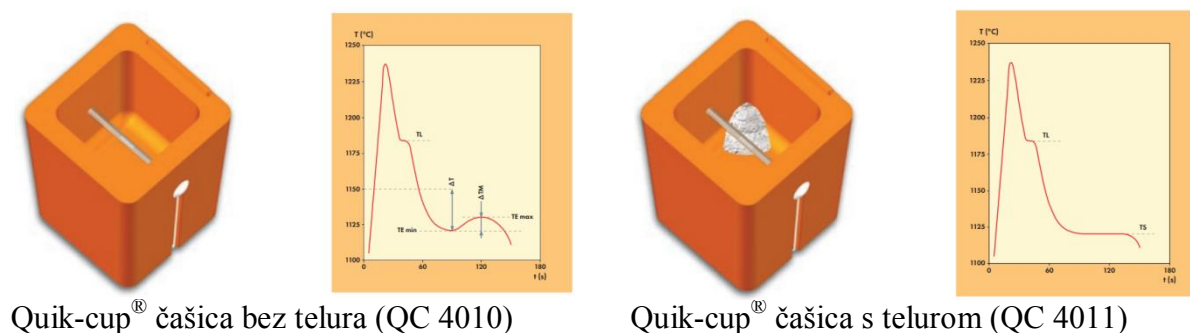 T (°C)
1250
1225
1200
1175
1150
1125
1100
TL
ΔT
ΔTM
TE max
TE min
0
60
120
180
t (s)
T (°C)
1250
1225
1200
1175
1150
1125
1100
TL
TS
0
60
120
180
t (s)
Quik-cup® čašica bez telura (QC 4010)
Quik-cup® čašica s telurom (QC 4011)